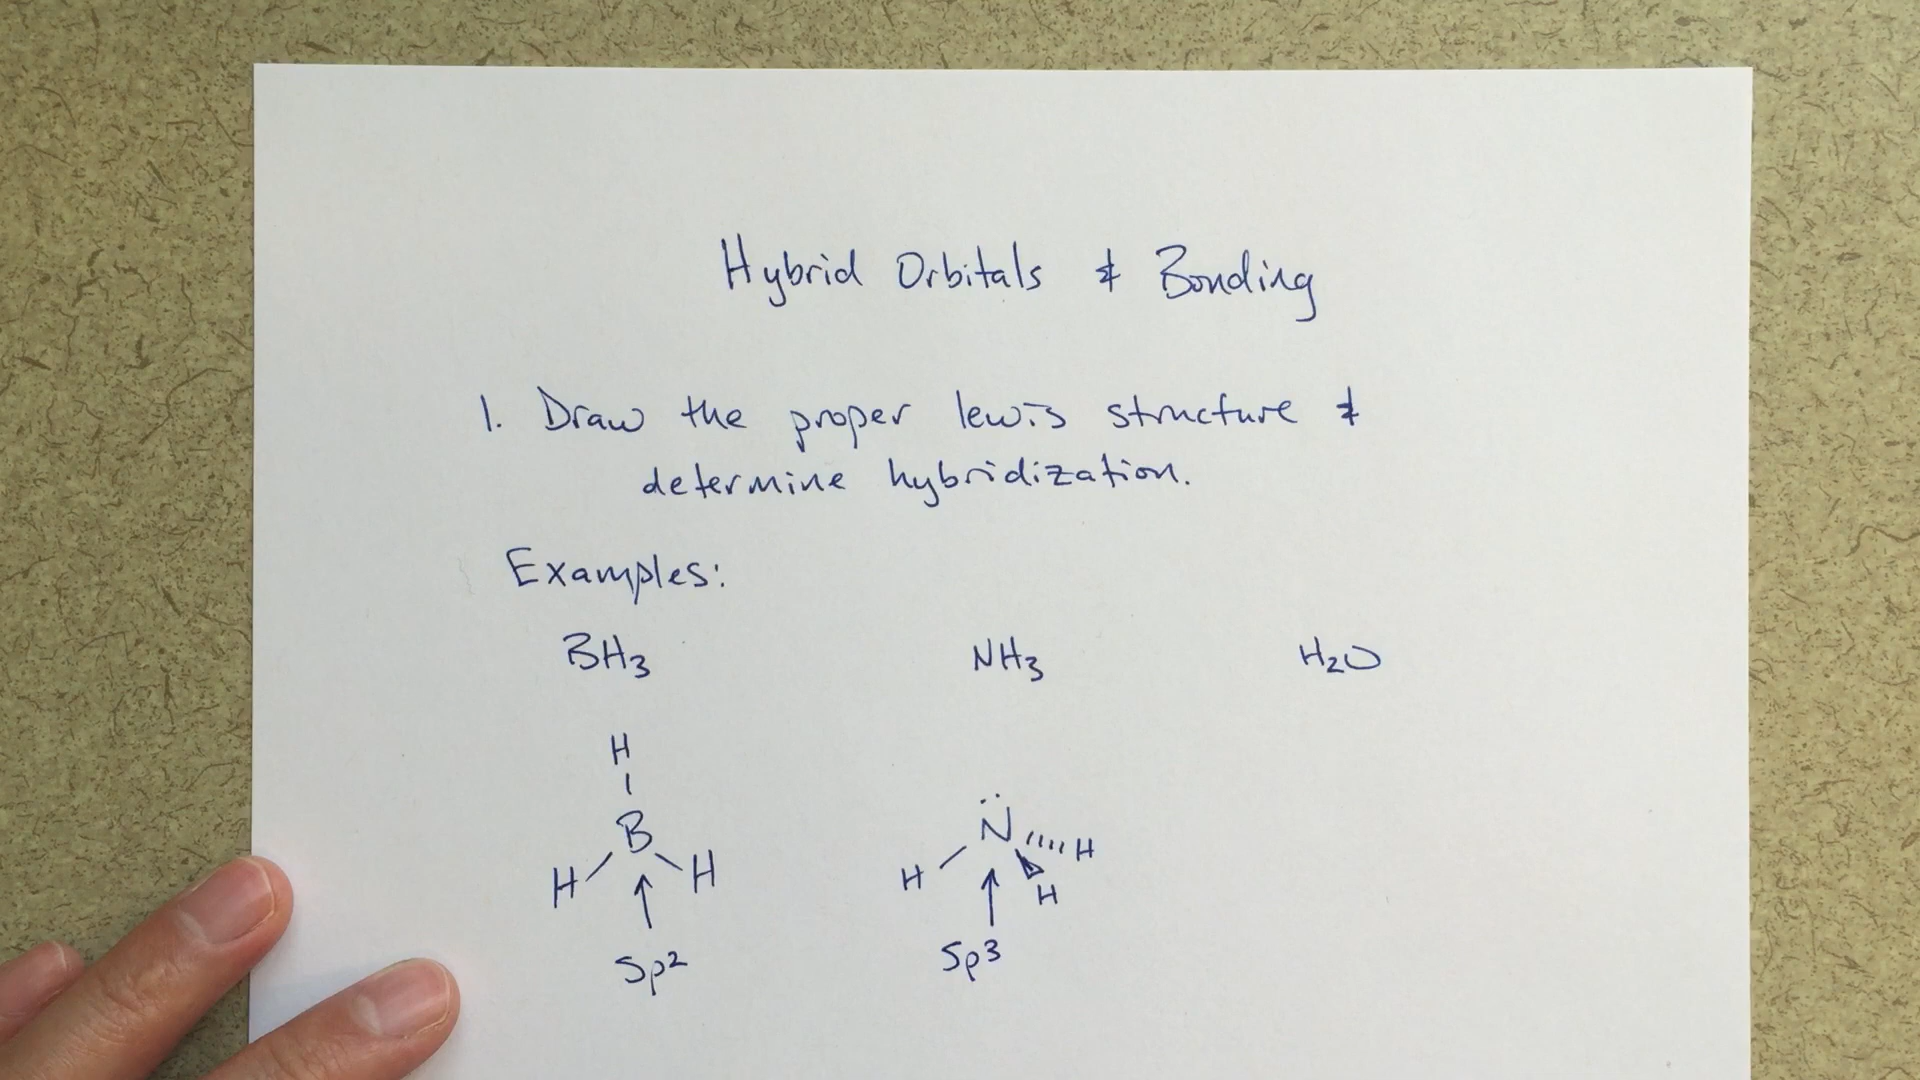 Hybrid Orbitals & Bonding
1. Draw the proper lewis structure &
determine hybridization.
Examples:
BH3 NH3 H2O
H
B N H
H H H H
Sp2 Sp3